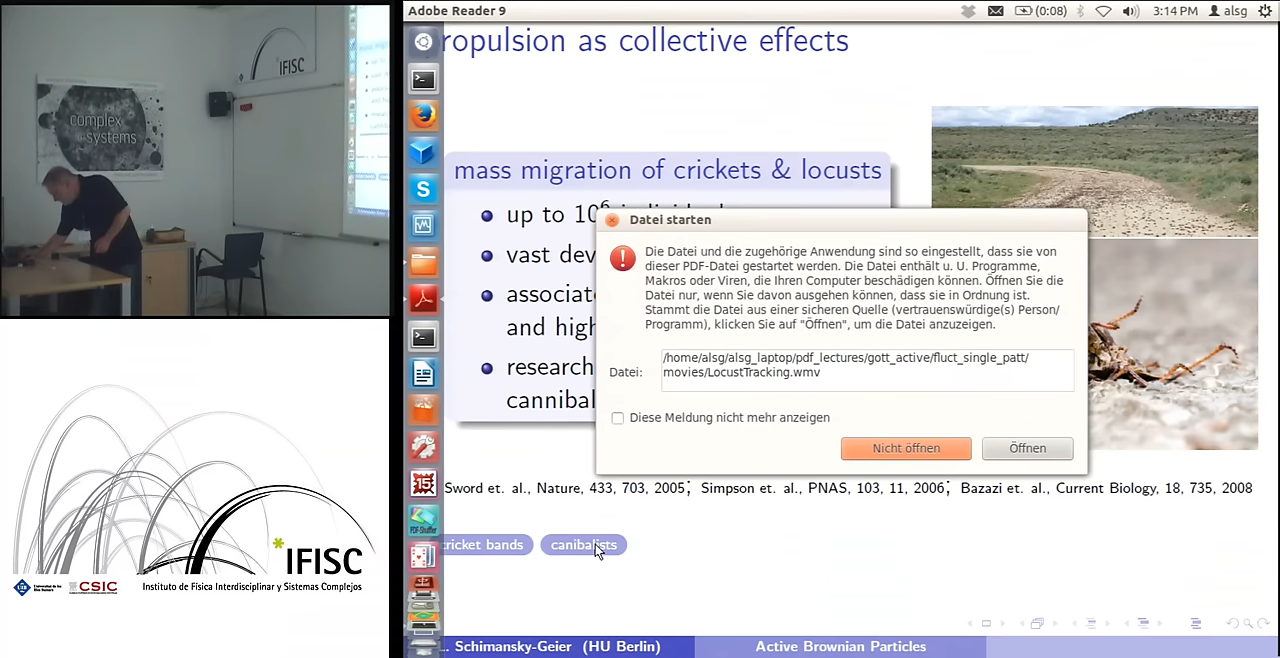 Adobe Reader 9
(0:08)
3:14 PM
alsg
ropulsion as collective effects
complex
systems
IFISC
mass migration of crickets & locusts
up to 10⁶
vast dev
associate
and high
research
cannibal
Datei starten
Die Datei und die zugehörige Anwendung sind so eingestellt, dass sie von
dieser PDF-Datei gestartet werden. Die Datei enthält u. U. Programme,
Makros oder Viren, die Ihren Computer beschädigen können. Öffnen Sie die
Datei nur, wenn Sie davon ausgehen können, dass sie in Ordnung ist.
Stammt die Datei aus einer sicheren Quelle (vertrauenswürdige(s) Person/
Programm), klicken Sie auf "Öffnen", um die Datei anzuzeigen.
Datei:
/home/alsg/alsg_laptop/pdf_lectures/gott_active/fluct_single_patt/
movies/LocustTracking.wmv
Diese Meldung nicht mehr anzeigen
Nicht öffnen
Öffnen
Sword et. al., Nature, 433, 703, 2005; Simpson et. al., PNAS, 103, 11, 2006; Bazazi et. al., Current Biology, 18, 735, 2008
ricket bands
canibalists
15
PDF-Shuffler
IFISC
CSIC
Instituto de Física Interdisciplinar y Sistemas Complejos
. Schimansky-Geier (HU Berlin)
Active Brownian Particles